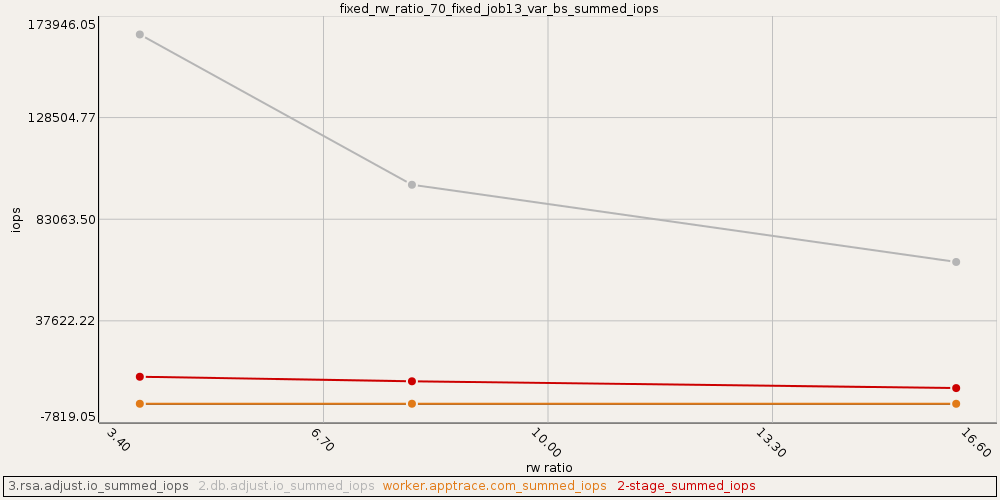 fixed_rw_ratio_70_fixed_job13_var_bs_summed_iops
173946.05
128504.77
83063.50
37622.22
-7819.05
iops
3.40
6.70
10.00
13.30
16.60
rw ratio
3.rsa.adjust.io_summed_iops 2.db.adjust.io_summed_iops worker.apptrace.com_summed_iops 2-stage_summed_iops